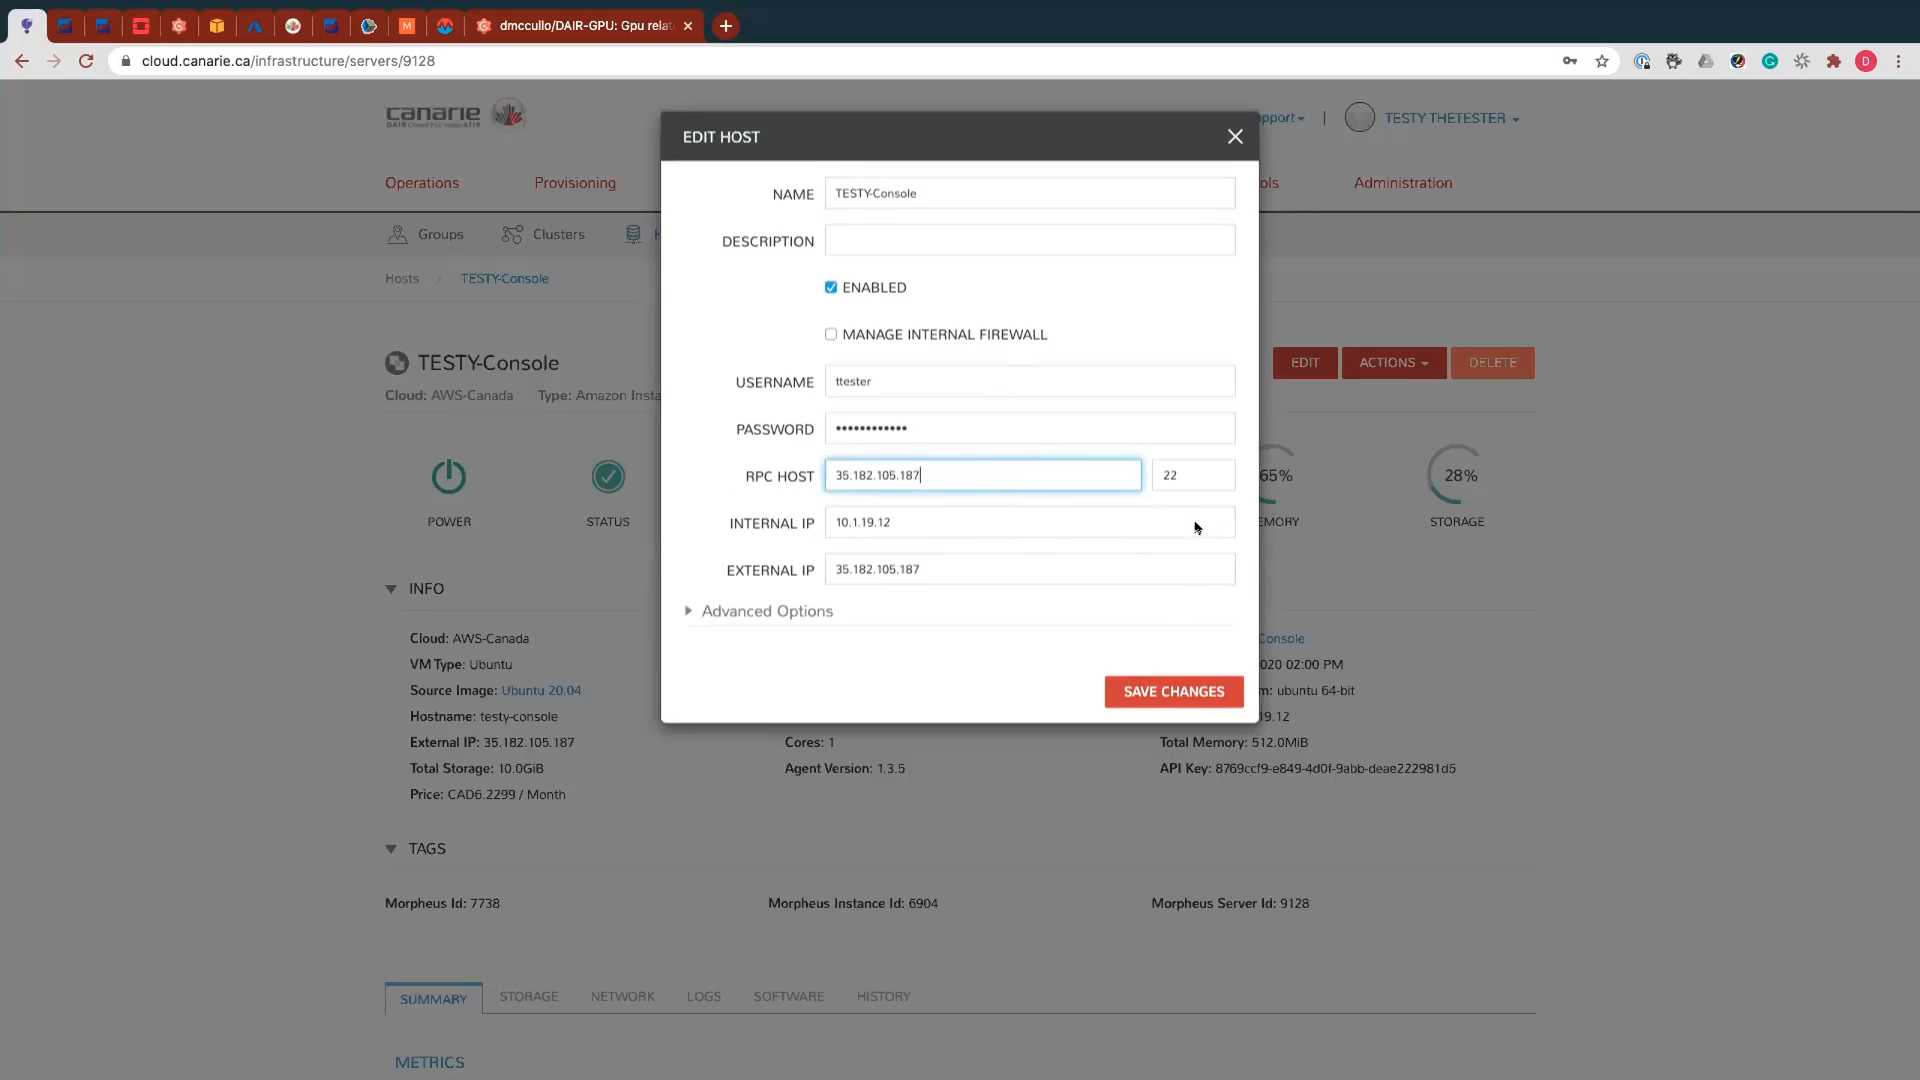 dmccullo/DAIR-GPU: Gpu rela
cloud.canarie.ca/infrastructure/servers/9128
D
canarie
pport
|
TESTY THETESTER
Operations
Provisioning
ols
Administration
Groups
Clusters
H
Hosts
TESTY-Console
TESTY-Console
EDIT
ACTIONS
DELETE
Cloud: AWS-Canada
Type: Amazon Insta
POWER
STATUS
65%
EMORY
28%
STORAGE
EDIT HOST
NAME
TESTY-Console
DESCRIPTION
ENABLED
MANAGE INTERNAL FIREWALL
USERNAME
ttester
PASSWORD
••••••••••••
RPC HOST
35.182.105.187
22
INTERNAL IP
10.1.19.12
EXTERNAL IP
35.182.105.187
Advanced Options
SAVE CHANGES
INFO
Cloud: AWS-Canada
Console
VM Type: Ubuntu
020 02:00 PM
Source Image: Ubuntu 20.04
m: ubuntu 64-bit
Hostname: testy-console
19.12
External IP: 35.182.105.187
Cores: 1
Total Memory: 512.0MiB
Total Storage: 10.0GiB
Agent Version: 1.3.5
API Key: 8769ccf9-e849-4d0f-9abb-deae222981d5
Price: CAD6.2299 / Month
TAGS
Morpheus Id: 7738
Morpheus Instance Id: 6904
Morpheus Server Id: 9128
SUMMARY
STORAGE
NETWORK
LOGS
SOFTWARE
HISTORY
METRICS